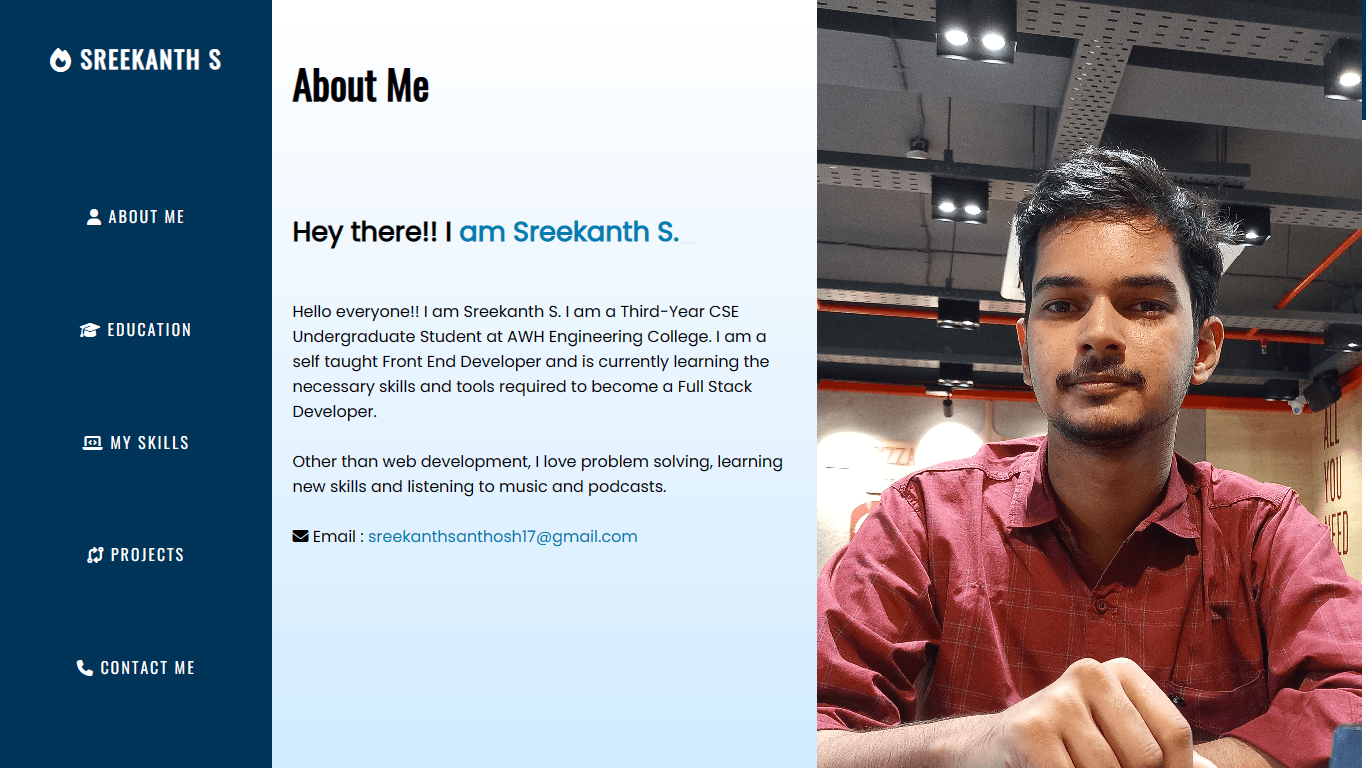 SREEKANTH S
ABOUT ME
EDUCATION
MY SKILLS
PROJECTS
CONTACT ME
About Me
Hey there!! I am Sreekanth S.
Hello everyone!! I am Sreekanth S. I am a Third-Year CSE
Undergraduate Student at AWH Engineering College. I am a
self taught Front End Developer and is currently learning the
necessary skills and tools required to become a Full Stack
Developer.
Other than web development, I love problem solving, learning
new skills and listening to music and podcasts.
Email : sreekanthsanthosh17@gmail.com
ALL
YOU
NEED